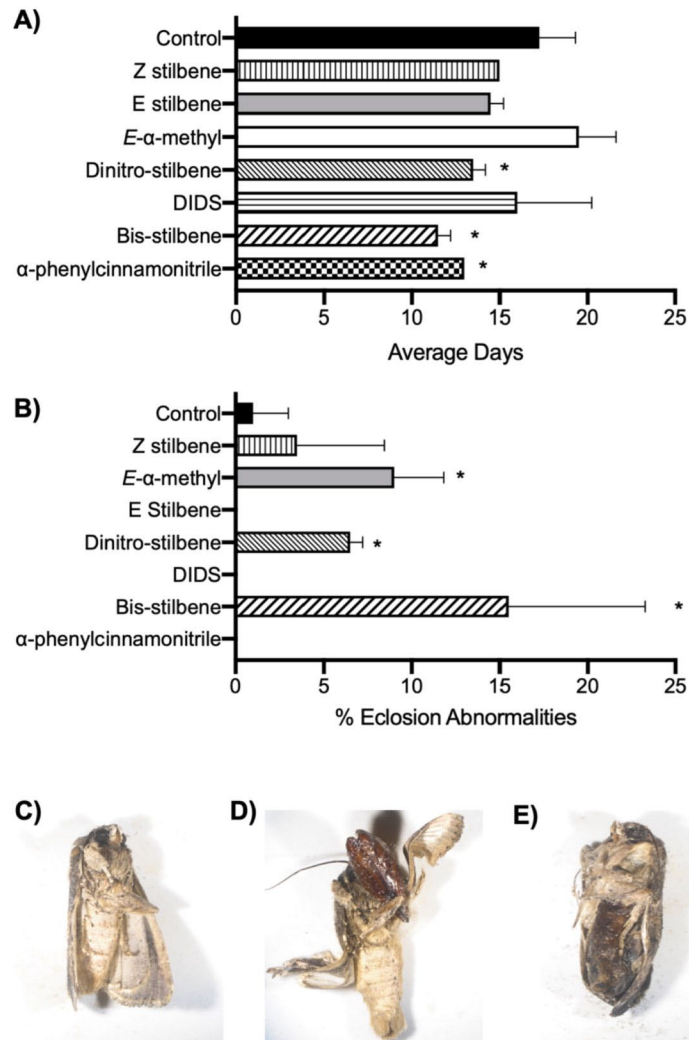 A)
Control
Z stilbene
E stilbene
E-α-methyl
Dinitro-stilbene
*
DIDS
Bis-stilbene
*
α-phenylcinnamonitrile
*
0 5 10 15 20 25
Average Days
B)
Control
Z stilbene
E-α-methyl
*
E Stilbene
Dinitro-stilbene
*
DIDS
Bis-stilbene
*
α-phenylcinnamonitrile
0 5 10 15 20 25
% Eclosion Abnormalities
C) D) E)